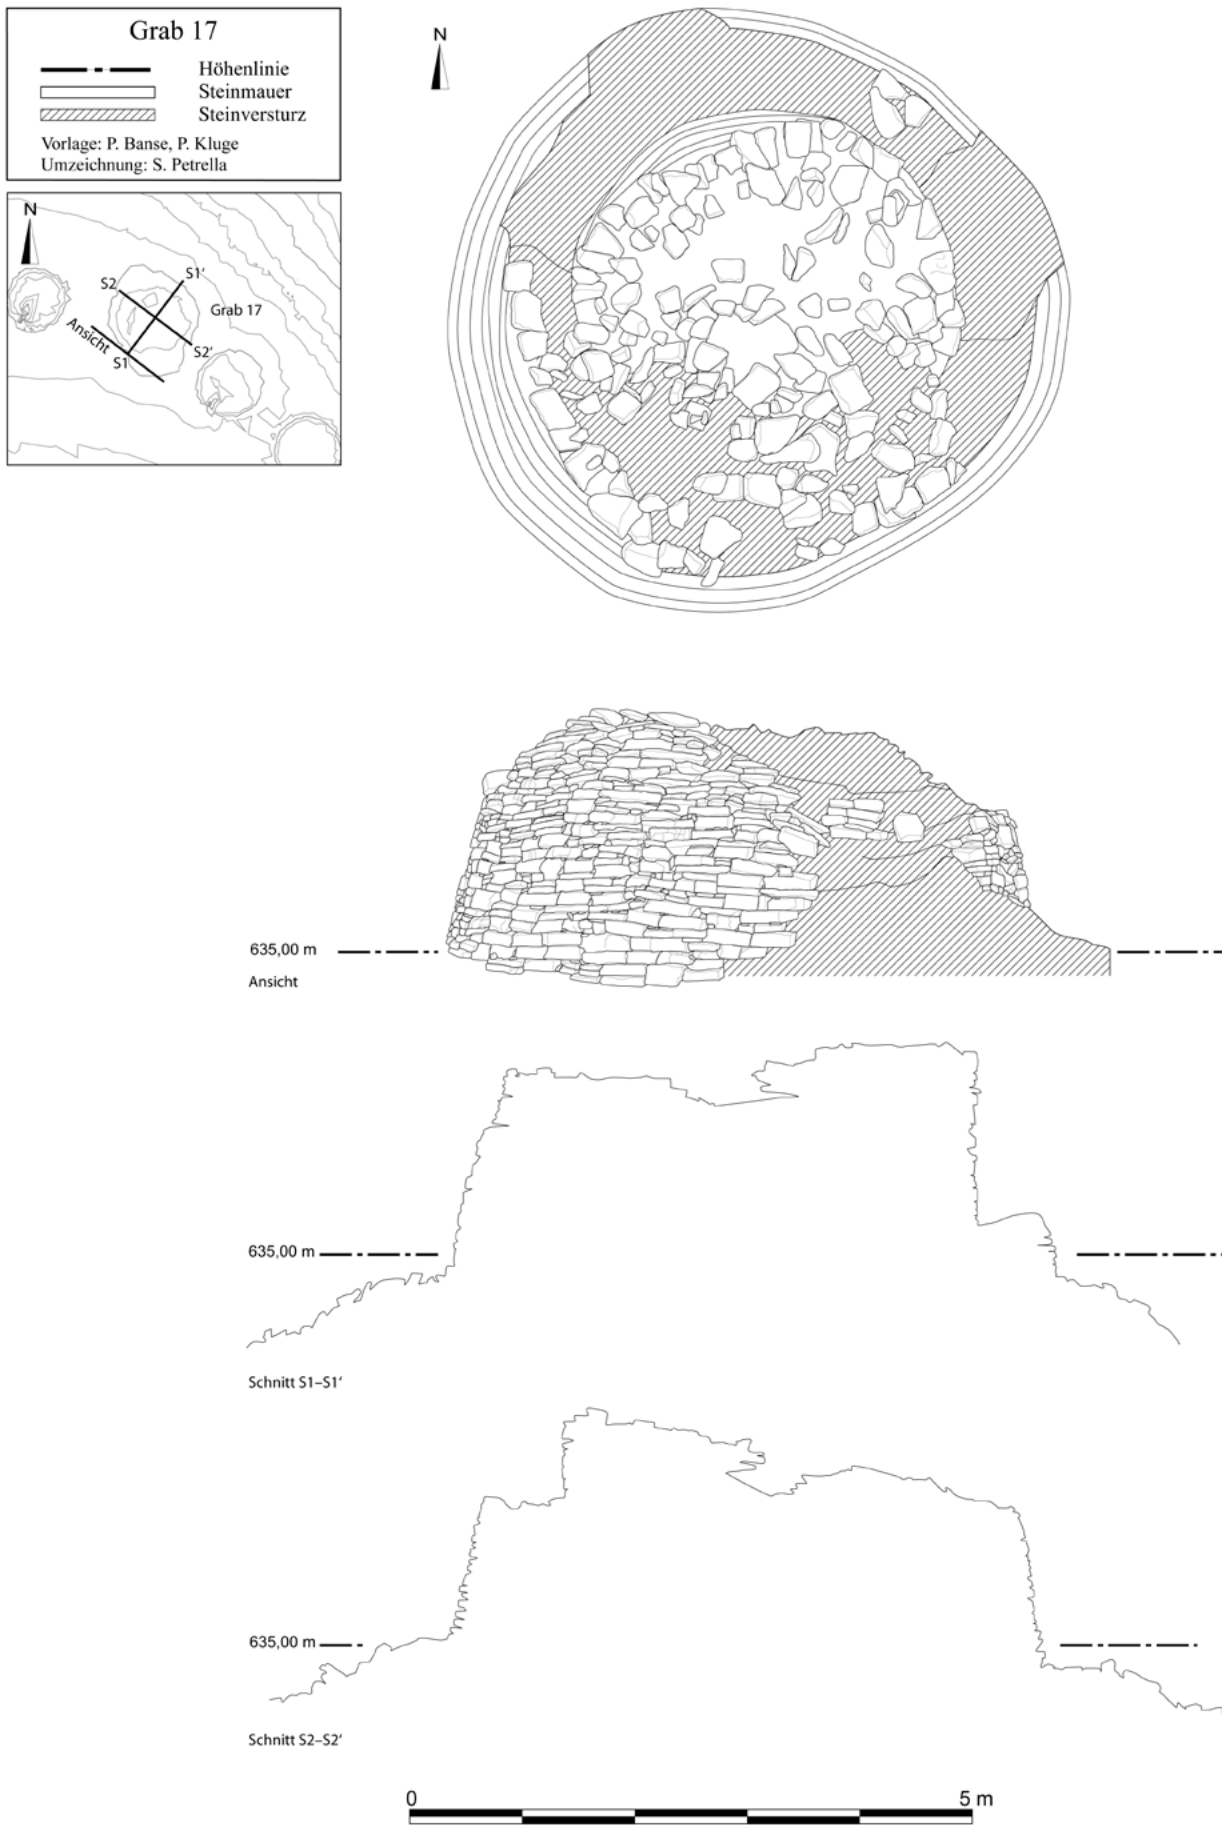 Grab 17
Höhenlinie
Steinmauer
Steinversturz
Vorlage: P. Banse, P. Kluge
Umzeichnung: S. Petrella
N
N
S2
S1'
Grab 17
Ansicht
S1
S2'
635,00 m
Ansicht
635,00 m
Schnitt S1–S1'
635,00 m
Schnitt S2–S2'
0 5 m